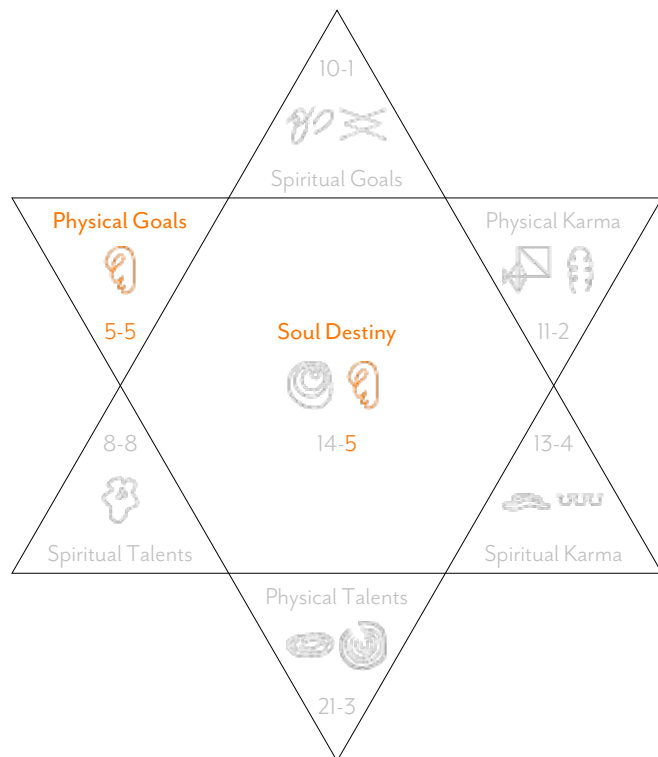 10-1
Spiritual Goals
Physical Goals
5-5
Physical Karma
11-2
Soul Destiny
14-5
8-8
Spiritual Talents
13-4
Spiritual Karma
Physical Talents
21-3